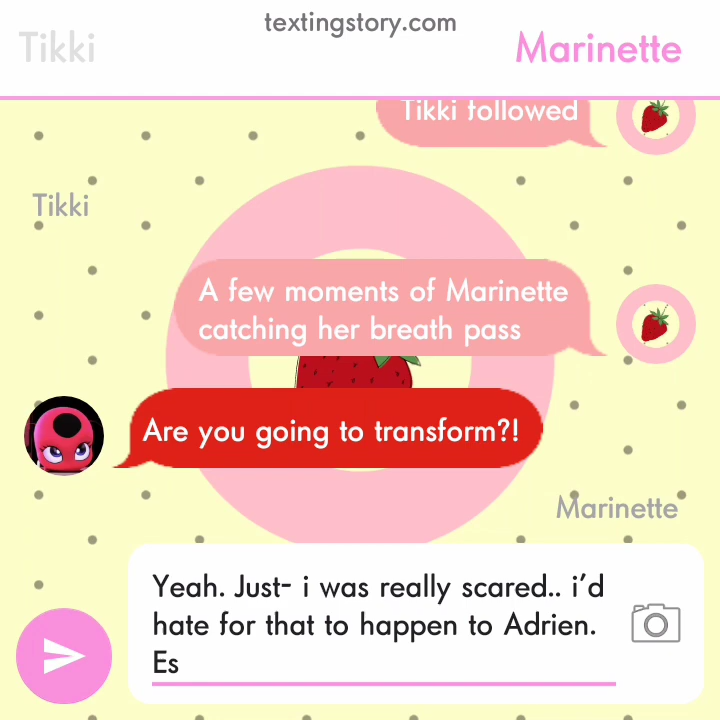 textingstory.com
Tikki
Marinette
Tikki followed
Tikki
A few moments of Marinette
catching her breath pass
Are you going to transform?!
Marinette
Yeah. Just- i was really scared.. i’d
hate for that to happen to Adrien.
Es